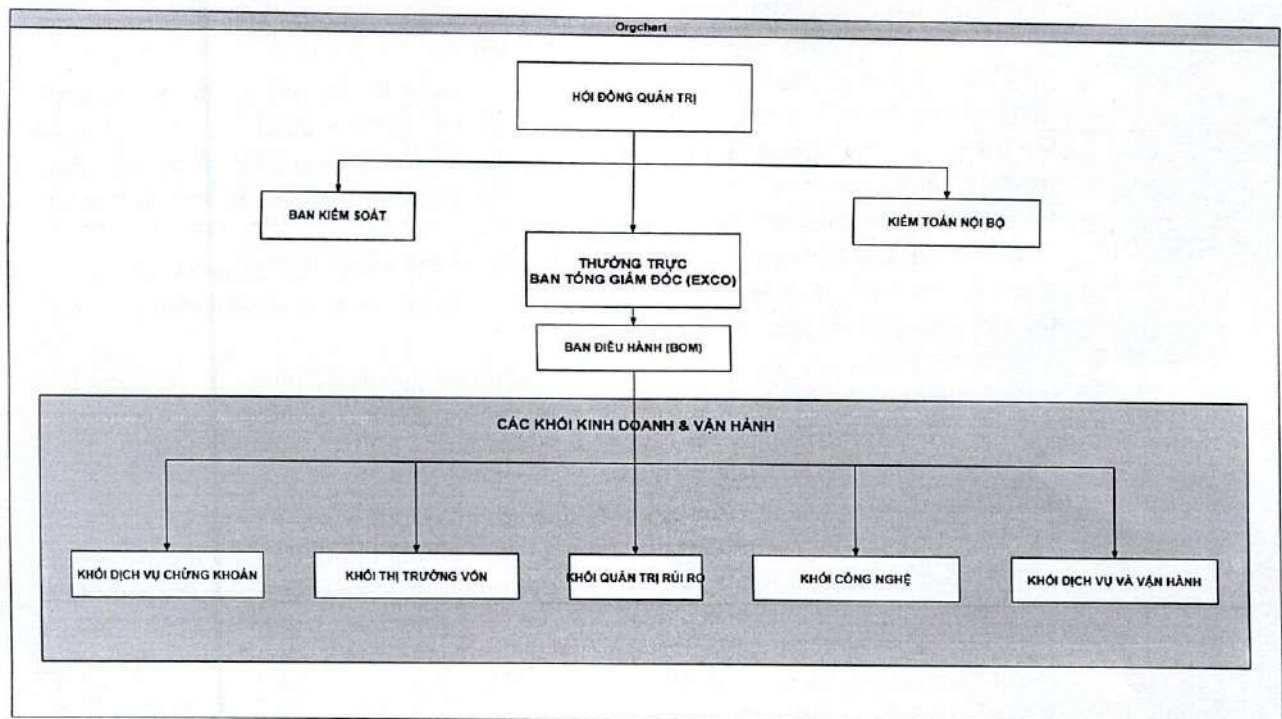 Orgchart
HỘI ĐỒNG QUẢN TRỊ
BAN KIỂM SOÁT
KIỂM TOÁN NỘI BỘ
THƯỜNG TRỰC
BAN TỔNG GIÁM ĐỐC (EXCO)
BAN ĐIỀU HÀNH (BOM)
CÁC KHỐI KINH DOANH & VẬN HÀNH
KHỐI DỊCH VỤ CHỨNG KHOÁN
KHỐI THỊ TRƯỜNG VỐN
KHỐI QUẢN TRỊ RỦI RO
KHỐI CÔNG NGHỆ
KHỐI DỊCH VỤ VÀ VẬN HÀNH